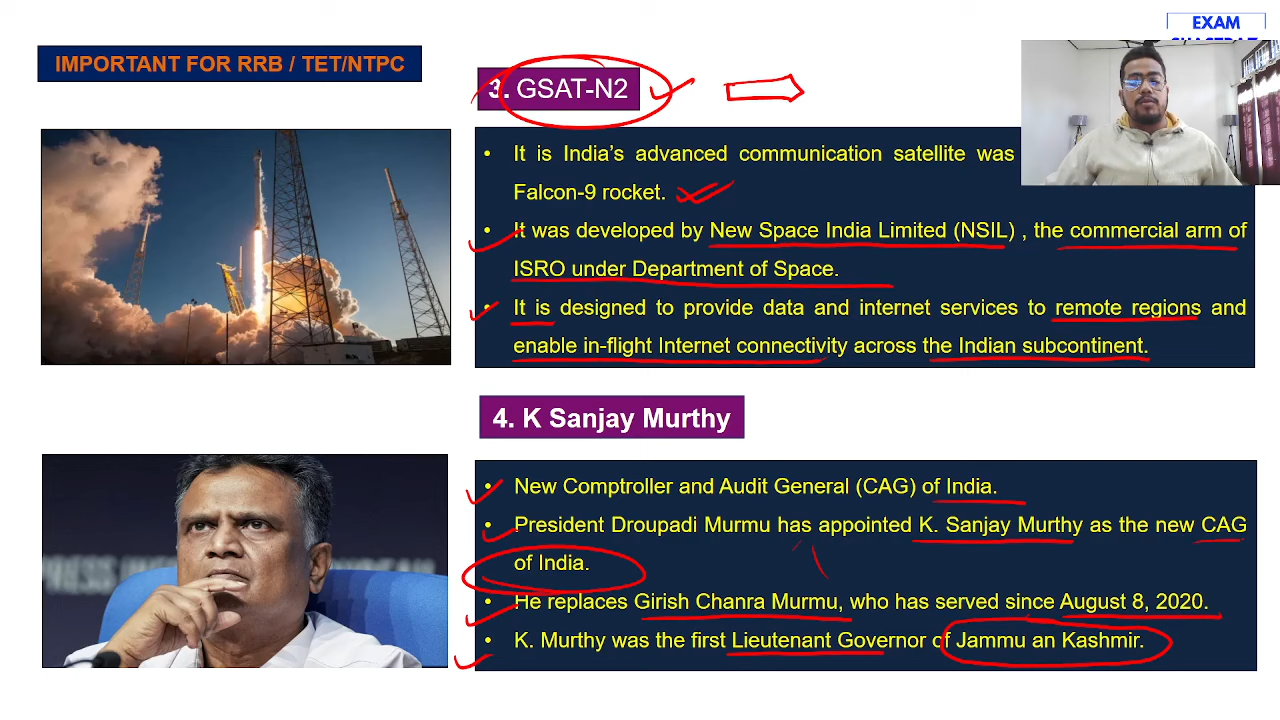 EXAM
IMPORTANT FOR RRB / TET/NTPC
3. GSAT-N2
• It is India's advanced communication satellite was
Falcon-9 rocket.
• It was developed by New Space India Limited (NSIL) , the commercial arm of
ISRO under Department of Space.
• It is designed to provide data and internet services to remote regions and
enable in-flight Internet connectivity across the Indian subcontinent.
4. K Sanjay Murthy
• New Comptroller and Audit General (CAG) of India.
• President Droupadi Murmu has appointed K. Sanjay Murthy as the new CAG
of India.
• He replaces Girish Chanra Murmu, who has served since August 8, 2020.
• K. Murthy was the first Lieutenant Governor of Jammu an Kashmir.